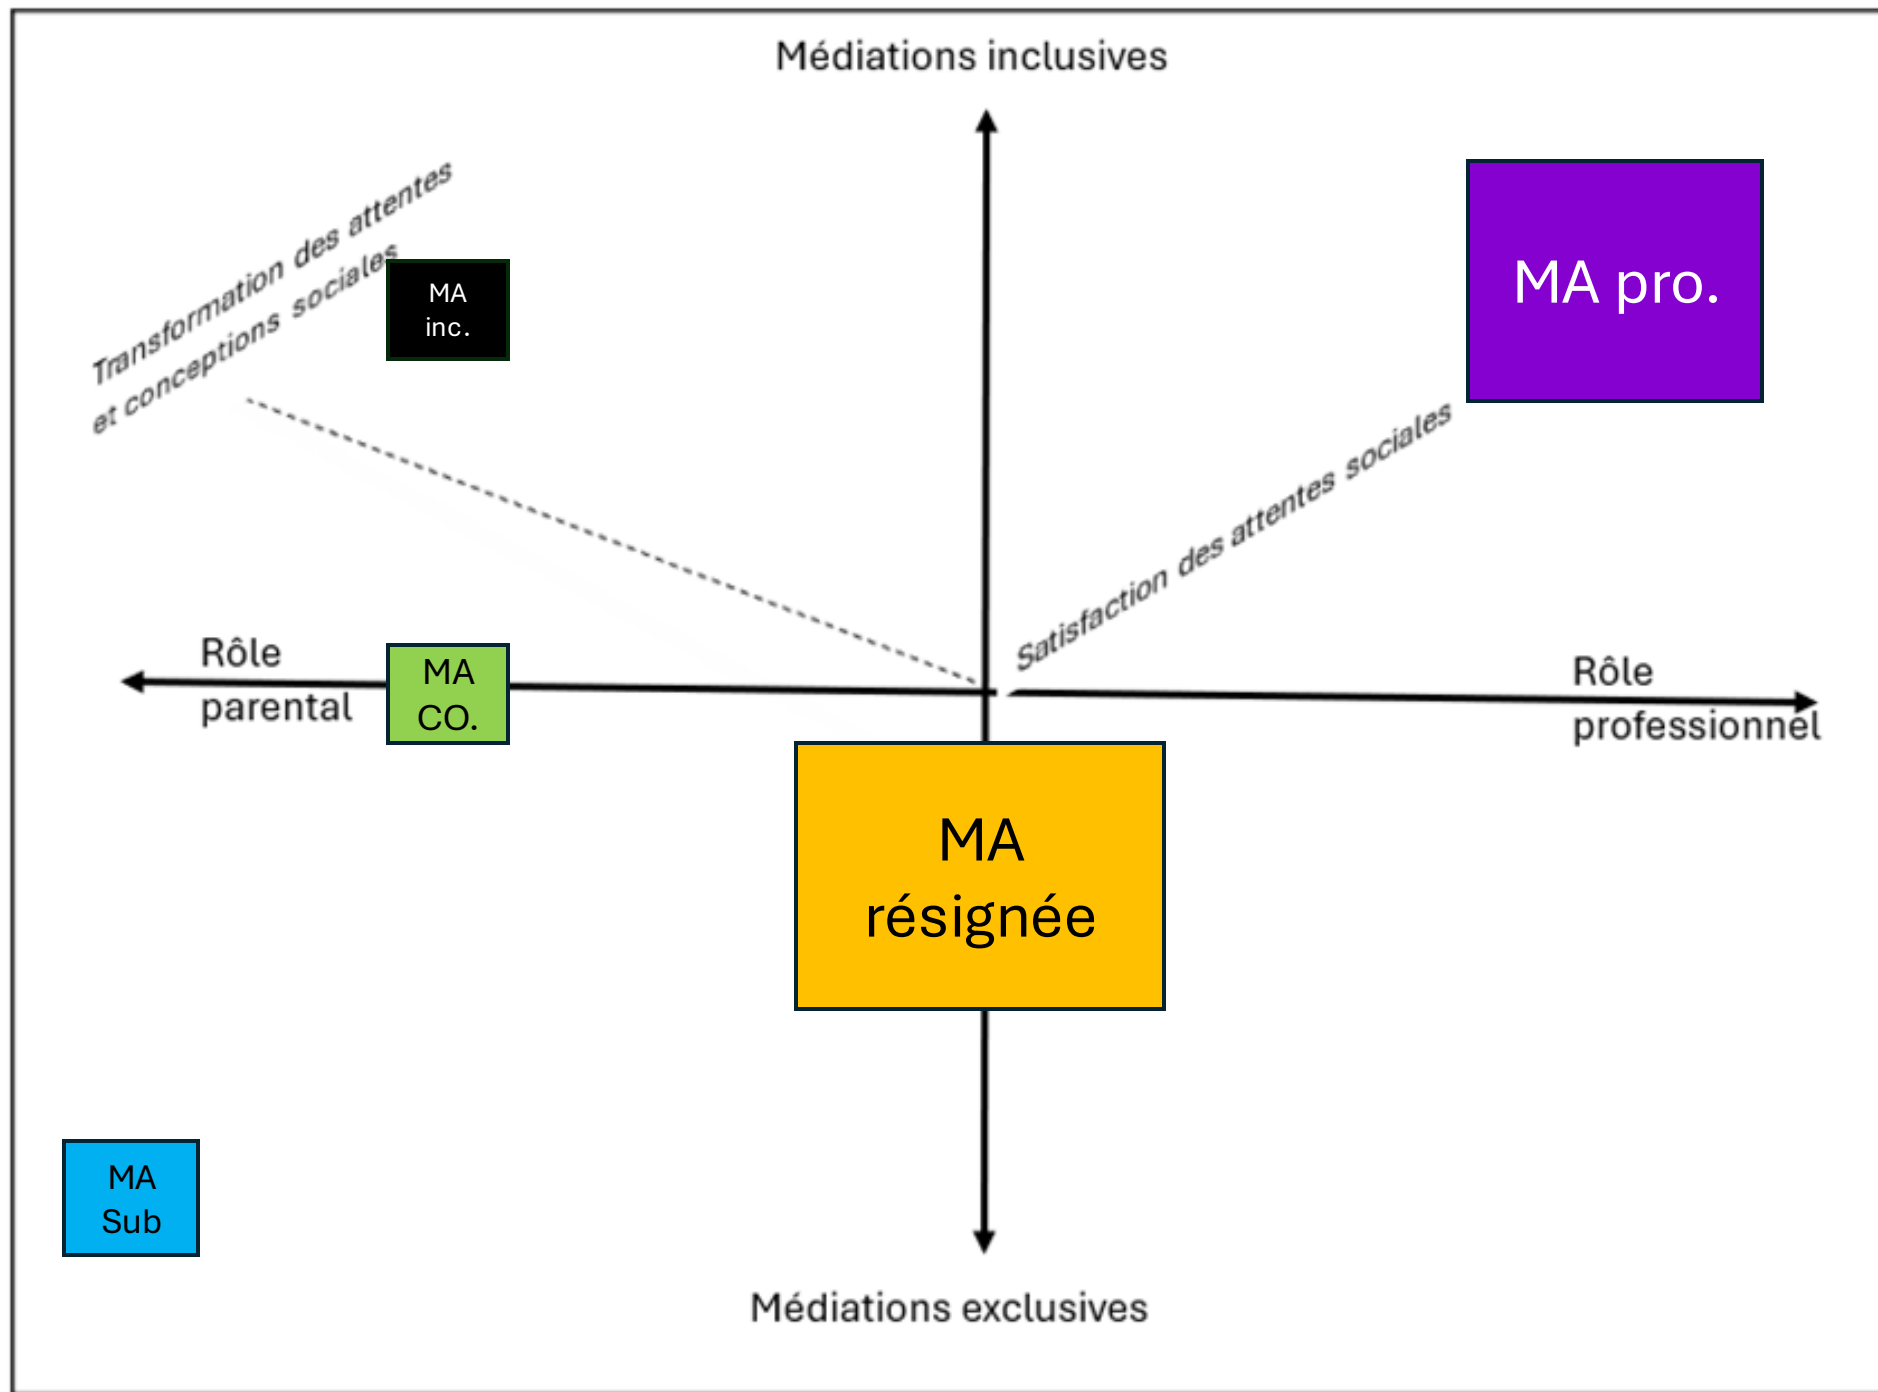 Médiations inclusives
Transformation des attentes
et conceptions sociales
MA
inc.
MA pro.
Satisfaction des attentes sociales
Rôle
parental
MA
CO.
Rôle
professionnel
MA
résignée
MA
Sub
Médiations exclusives